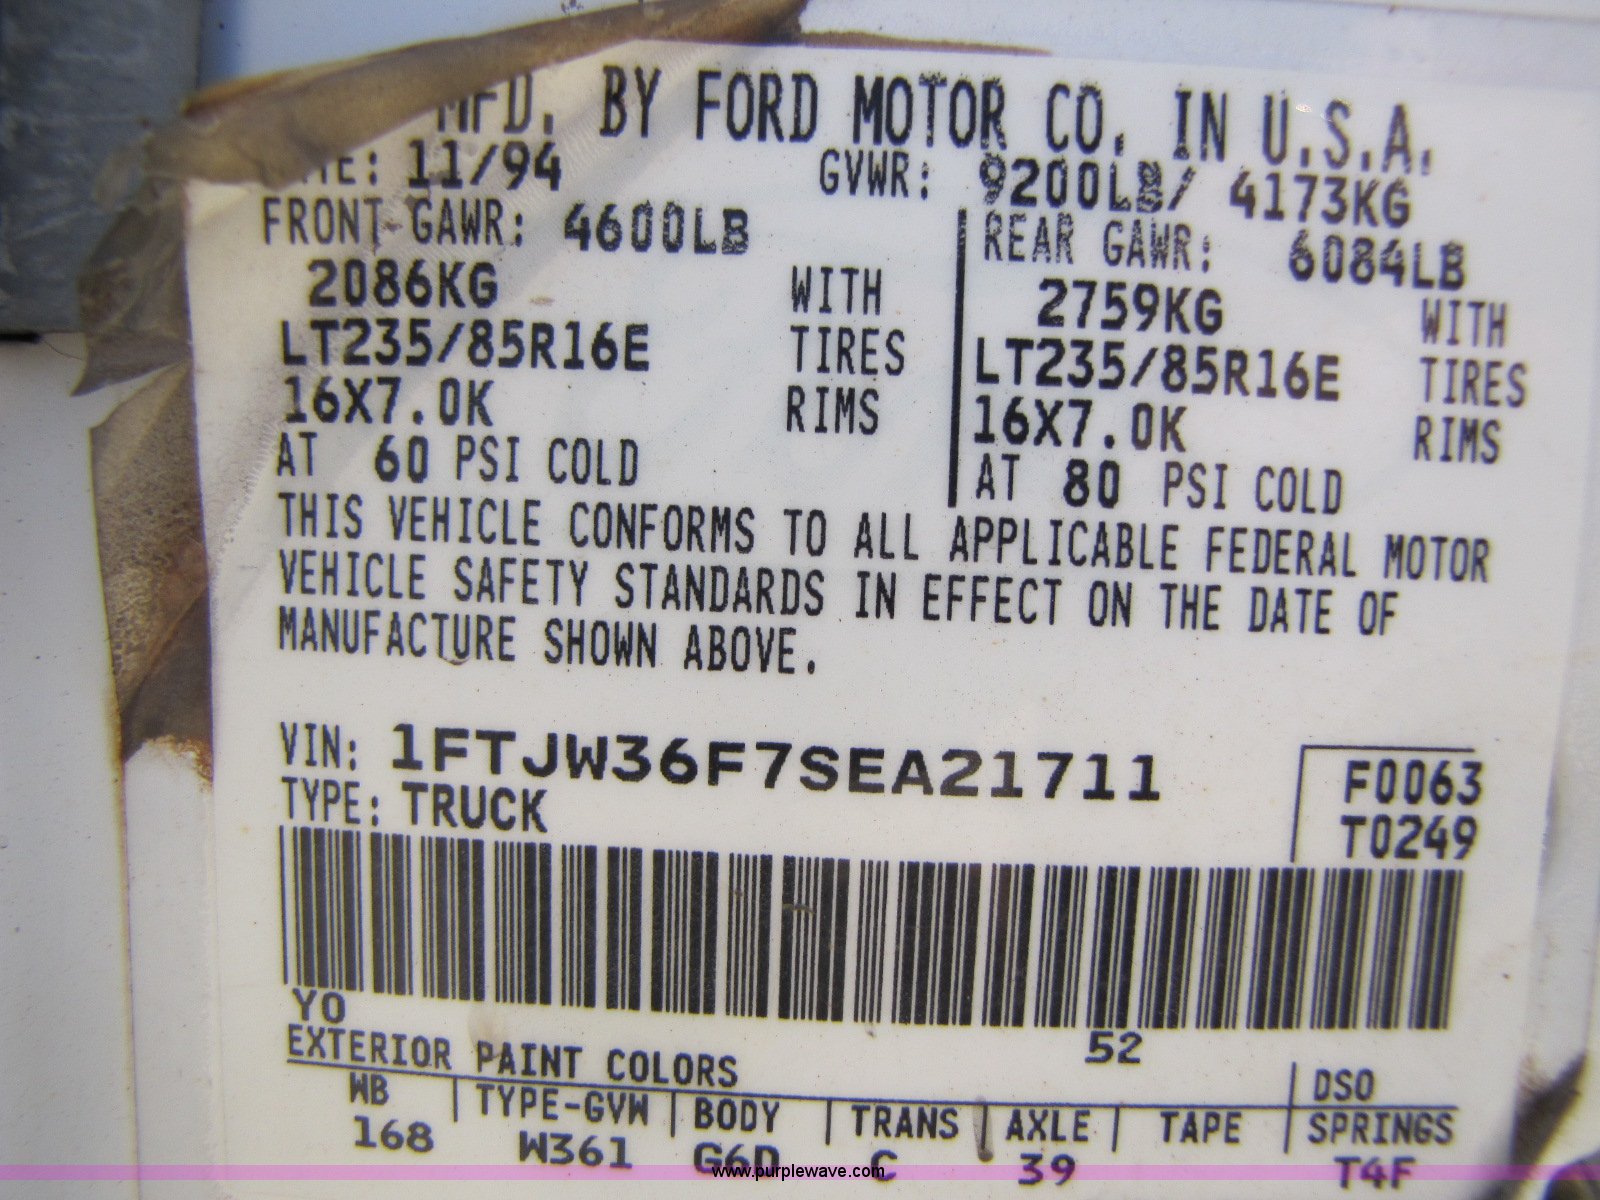 MFD. BY FORD MOTOR CO. IN U.S.A.
DATE: 11/94 GVWR: 9200LB/ 4173KG
FRONT GAWR: 4600LB REAR GAWR: 6084LB
2086KG WITH 2759KG WITH
LT235/85R16E TIRES LT235/85R16E TIRES
16X7.0K RIMS 16X7.0K RIMS
AT 60 PSI COLD AT 80 PSI COLD
THIS VEHICLE CONFORMS TO ALL APPLICABLE FEDERAL MOTOR
VEHICLE SAFETY STANDARDS IN EFFECT ON THE DATE OF
MANUFACTURE SHOWN ABOVE.
VIN: 1FTJW36F7SEA21711 F0063
TYPE: TRUCK T0249
YO 52
EXTERIOR PAINT COLORS DSO
WB TYPE-GVW BODY TRANS AXLE TAPE SPRINGS
168 W361 G6D C 39 T4F
www.purplewave.com